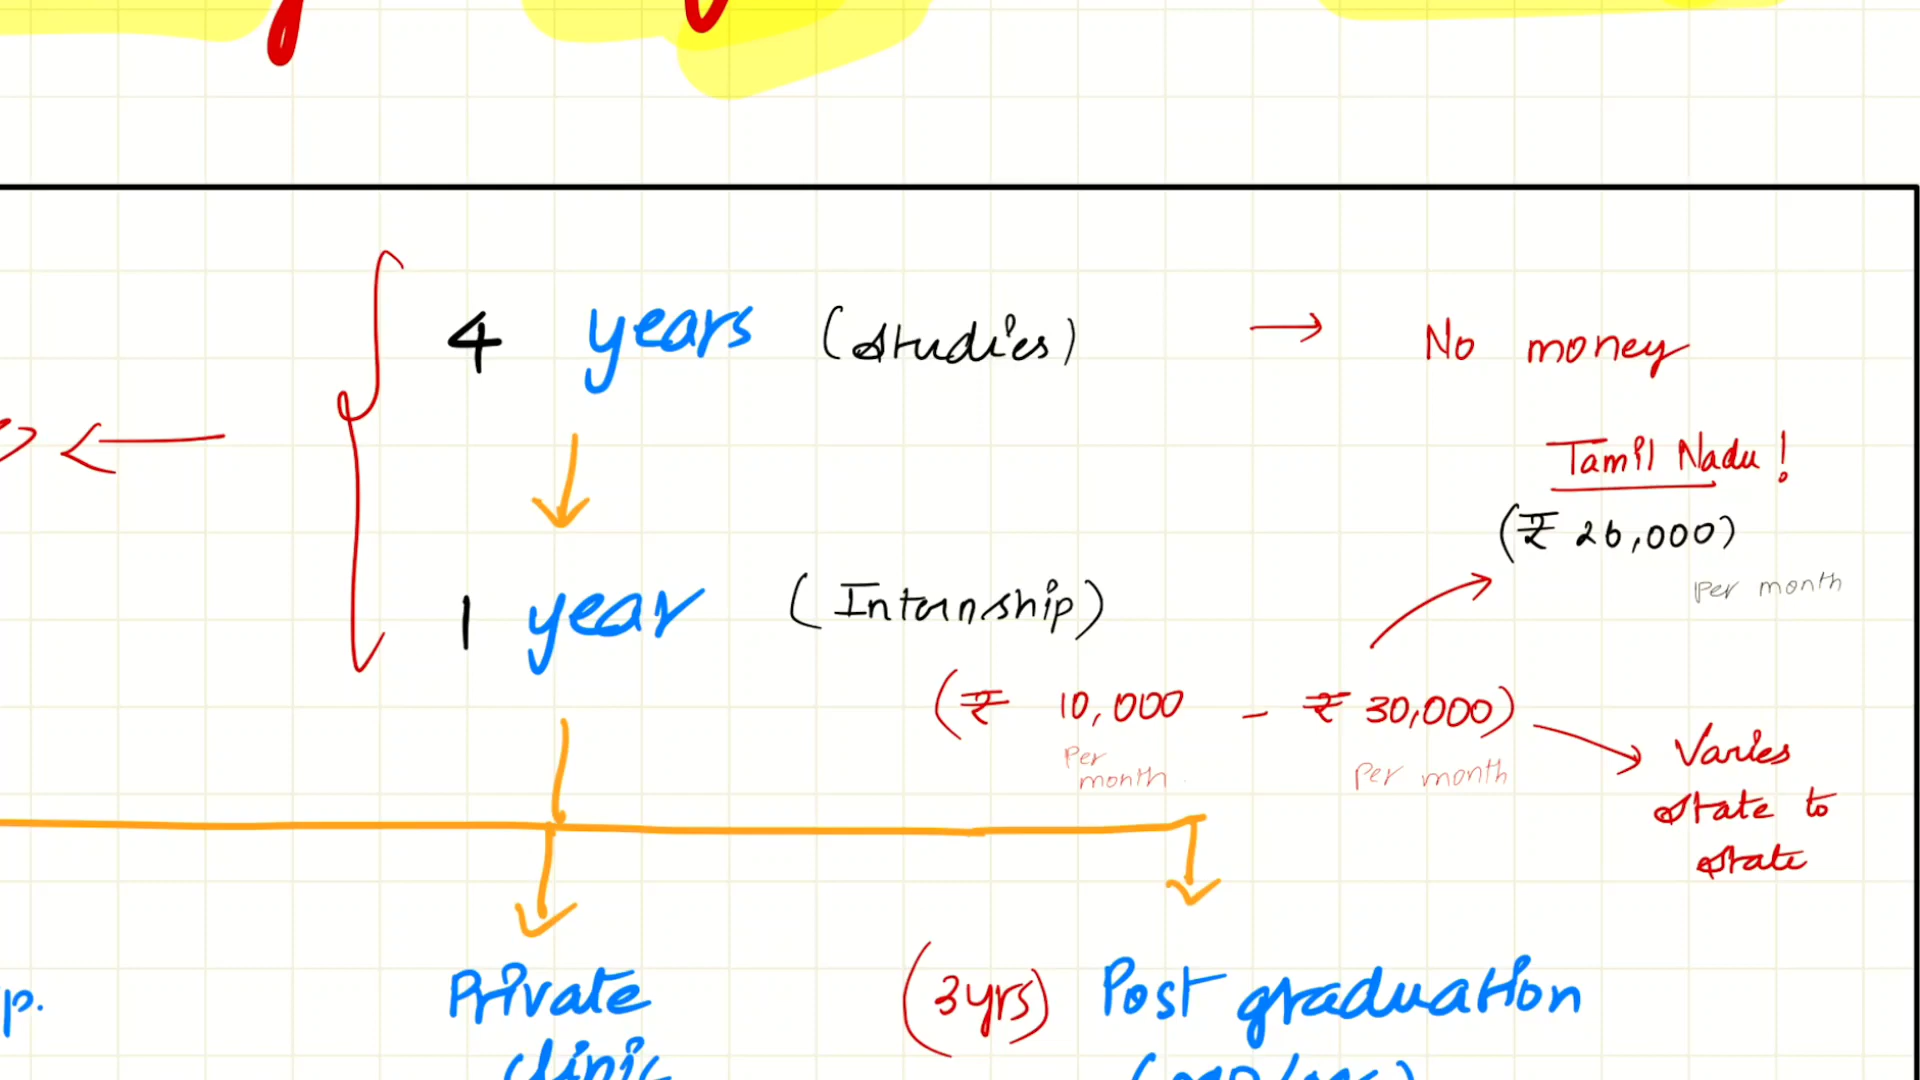 4 years (studies) → No money
Tamil Nadu!
(₹ 26,000)
per month
1 year (Internship)
(₹ 10,000 - ₹ 30,000)
Per
month
per month
Varies
state to
state
p.
Private
clinic
(3yrs) Post graduation